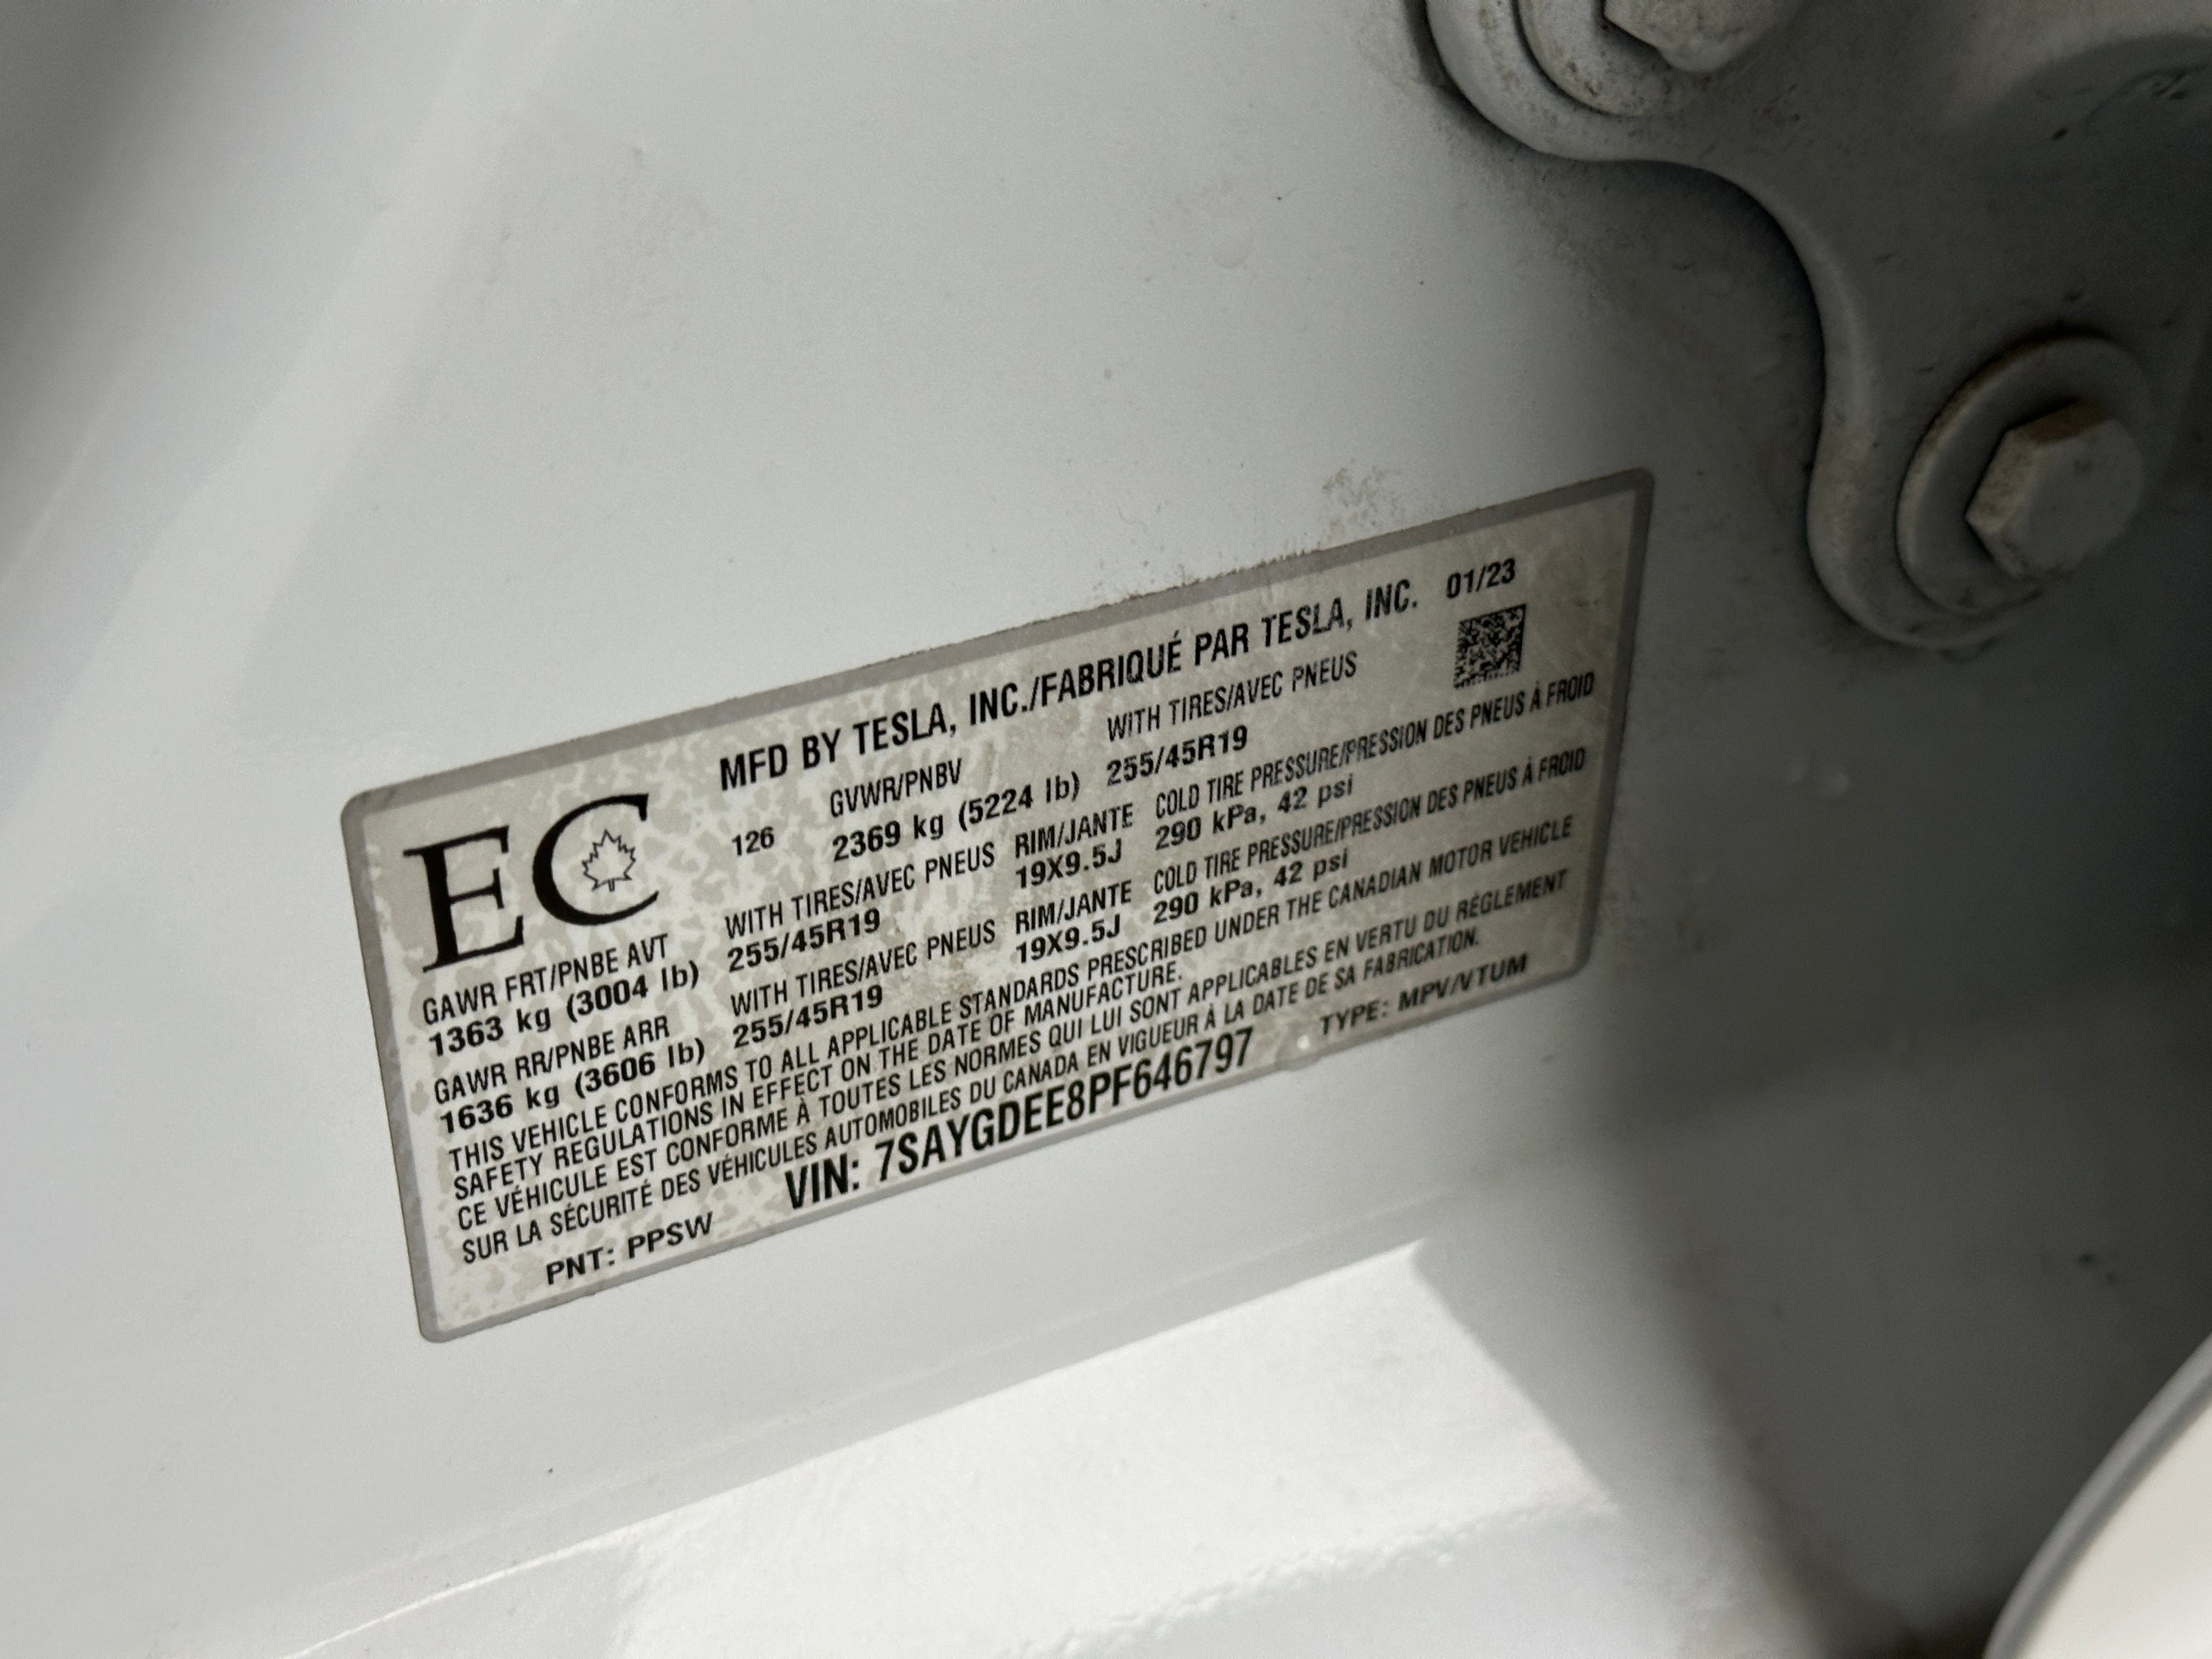 MFD BY TESLA, INC./FABRIQUÉ PAR TESLA, INC. 01/23
EC
126
GVWR/PNBV WITH TIRES/AVEC PNEUS
2369 kg (5224 lb) 255/45R19
GAWR FRT/PNBE AVT WITH TIRES/AVEC PNEUS RIM/JANTE COLD TIRE PRESSURE/PRESSION DES PNEUS À FROID
1363 kg (3004 lb) 255/45R19 19X9.5J 290 kPa, 42 psi
GAWR RR/PNBE ARR WITH TIRES/AVEC PNEUS RIM/JANTE COLD TIRE PRESSURE/PRESSION DES PNEUS À FROID
1636 kg (3606 lb) 255/45R19 19X9.5J 290 kPa, 42 psi
THIS VEHICLE CONFORMS TO ALL APPLICABLE STANDARDS PRESCRIBED UNDER THE CANADIAN MOTOR VEHICLE
SAFETY REGULATIONS IN EFFECT ON THE DATE OF MANUFACTURE.
CE VÉHICULE EST CONFORME À TOUTES LES NORMES QUI LUI SONT APPLICABLES EN VERTU DU RÉGLEMENT
SUR LA SÉCURITÉ DES VÉHICULES AUTOMOBILES DU CANADA EN VIGUEUR À LA DATE DE SA FABRICATION.
PNT: PPSW VIN: 7SAYGDEE8PF646797 TYPE: MPV/VTUM